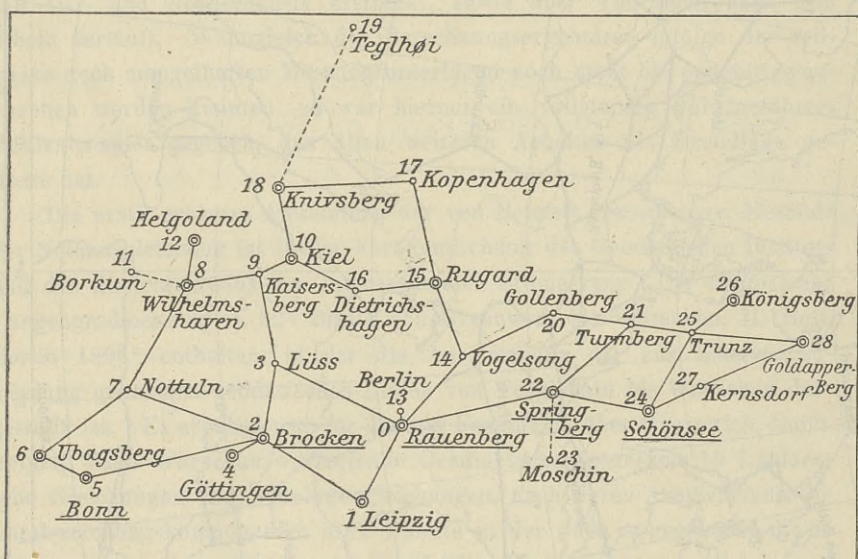 19
Teglhøi
17
Kopenhagen
18
Knivsberg
Helgoland
12
10
Kiel
11
Borkum
8
Wilhelms-
haven
9
Kaisers-
berg
16
Dietrichs-
hagen
15
Rugard
26
Königsberg
Gollenberg
20
21
Turmberg
25
Trunz
28
Goldapper-
Berg
3
Lüss
14
Vogelsang
Berlin
13
0
Rauenberg
22
Spring-
berg
24
Schönsee
27
Kernsdorf
7
Nottuln
2
Brocken
6
Ubagsberg
5
Bonn
4
Göttingen
23
Moschin
1
Leipzig